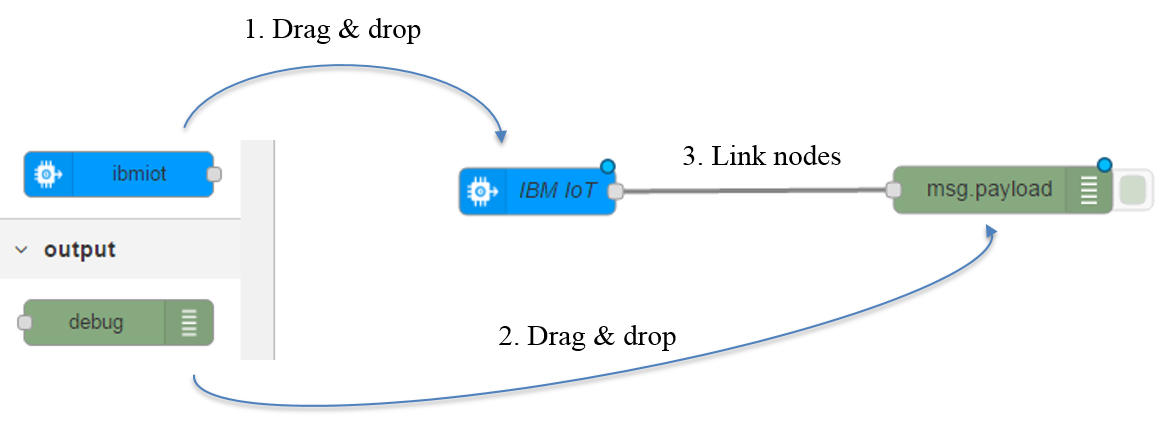 1. Drag & drop
ibmiot
IBM IoT
3. Link nodes
msg.payload
output
debug
2. Drag & drop